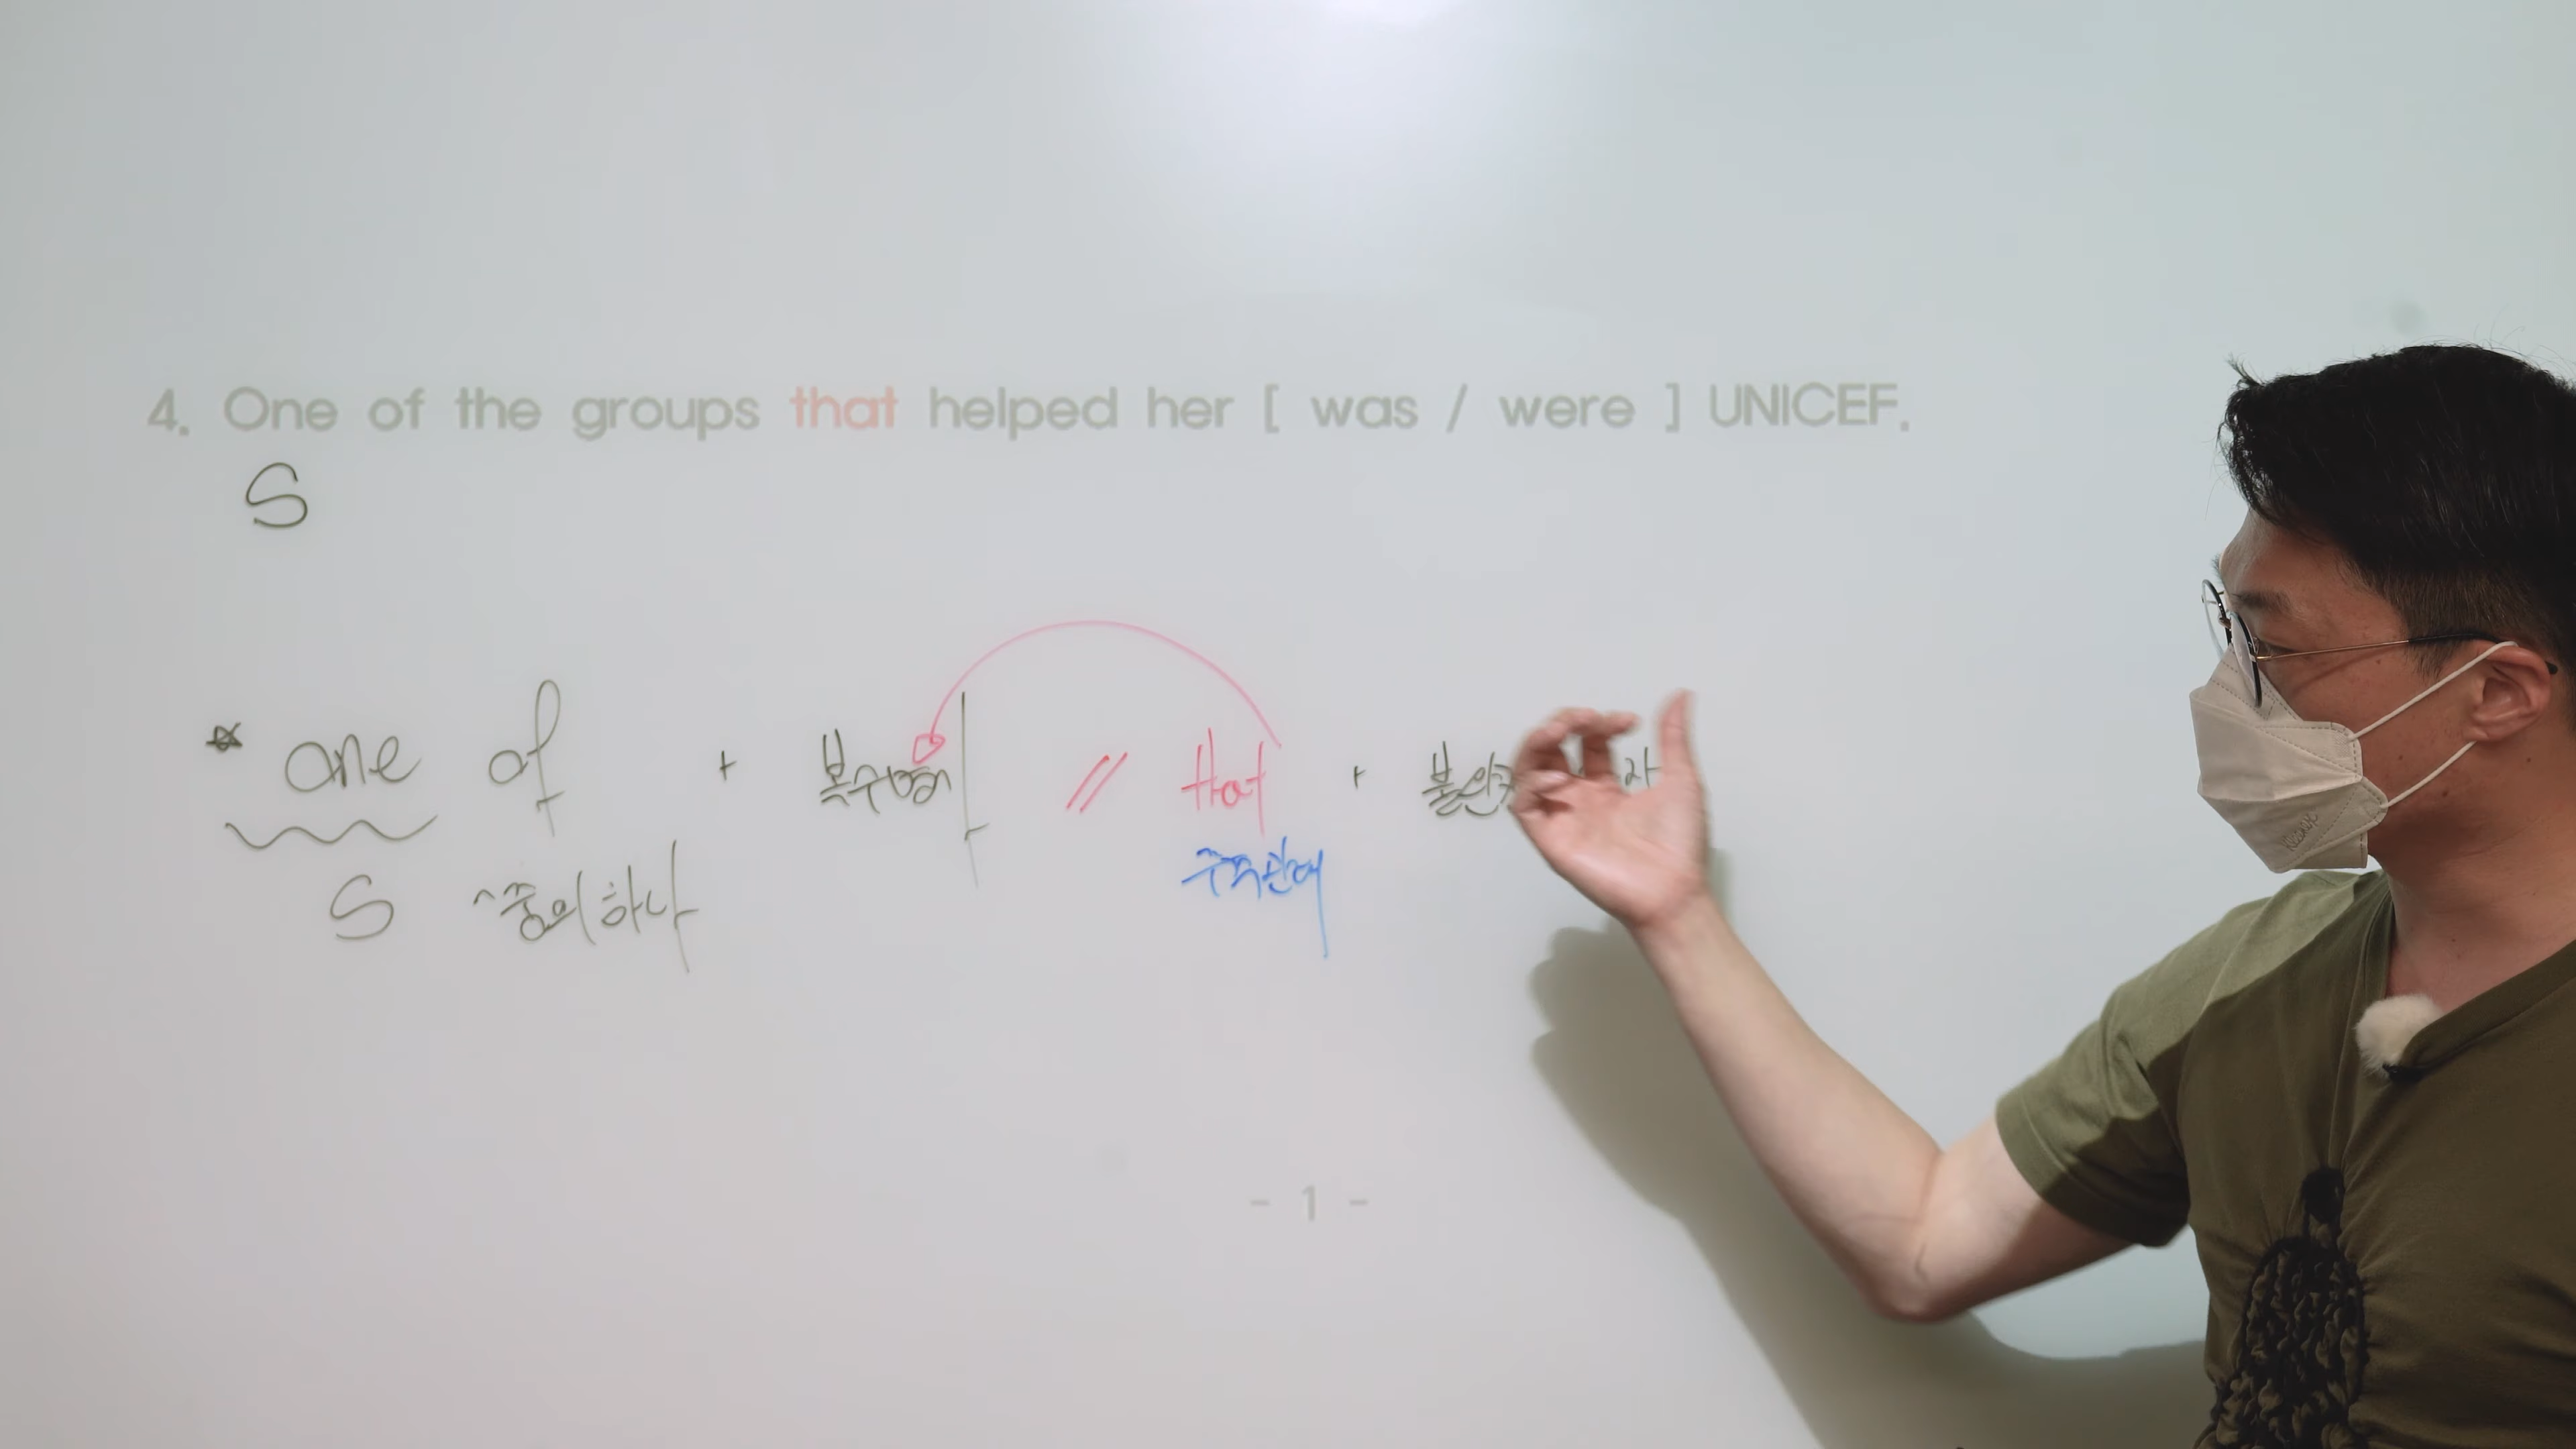 4. One of the groups that helped her [ was / were ] UNICEF.
S
* one of + 복수명사 // that + 불완
S ~중의 하나 주격관대
- 1 -